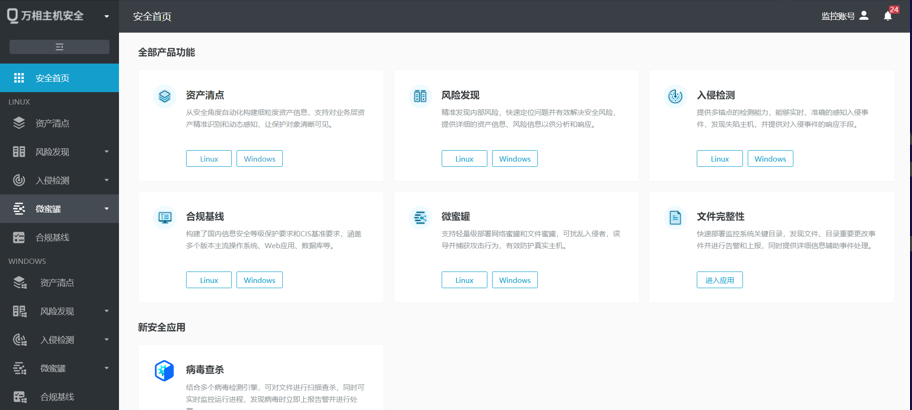 万相主机安全
安全首页
监控账号
24
安全首页
LINUX
资产清点
风险发现
入侵检测
微蜜罐
合规基线
WINDOWS
资产清点
风险发现
入侵检测
微蜜罐
合规基线
全部产品功能
资产清点
从安全角度自动化构建细粒度资产信息，支持对业务层资
产精准识别和动态感知，让保护对象清晰可见。
Linux
Windows
风险发现
精准发现内部风险，快速定位问题并有效解决安全风险，
提供详细的资产信息、风险信息以供分析和响应。
Linux
Windows
入侵检测
提供多锚点的检测能力，能够实时、准确的感知入侵事
件，发现失陷主机，并提供对入侵事件的响应手段。
Linux
Windows
合规基线
构建了国内信息安全等级保护要求和CIS基准要求，涵盖
多个版本主流操作系统、Web应用、数据库等。
Linux
Windows
微蜜罐
支持轻量级部署网络蜜罐和文件蜜罐，可扰乱入侵者，误
导并捕获攻击行为，有效防护真实主机。
Linux
Windows
文件完整性
快速部署监控系统关键目录，发现文件、目录重要更改事
件并进行告警和上报，同时提供详细信息辅助事件处理。
进入应用
新安全应用
病毒查杀
结合多个病毒检测引擎，可对文件进行扫描查杀，同时可
实时监控运行进程，发现病毒时立即上报告警并进行处